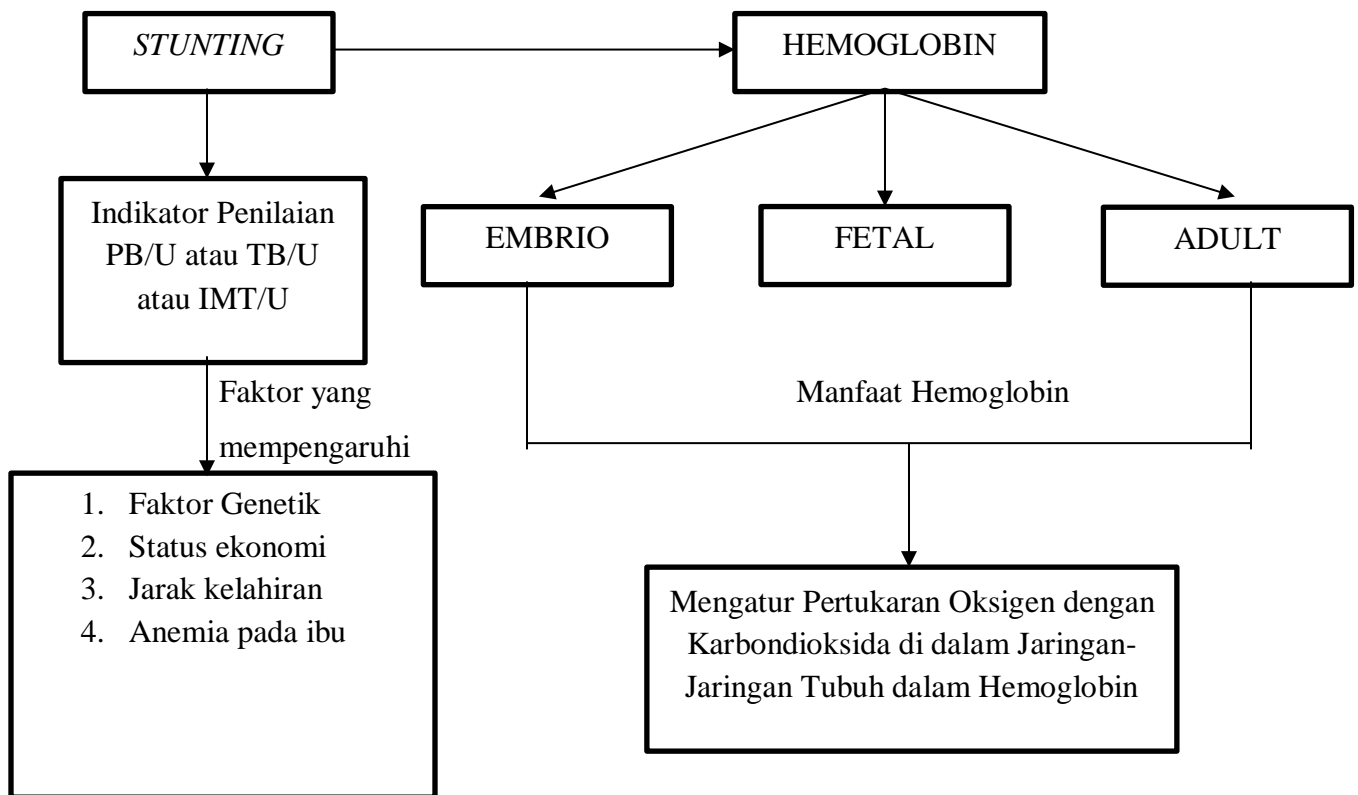 STUNTING
HEMOGLOBIN
Indikator Penilaian
PB/U atau TB/U
atau IMT/U
EMBRIO
FETAL
ADULT
Faktor yang
mempengaruhi
Manfaat Hemoglobin
1. Faktor Genetik
2. Status ekonomi
3. Jarak kelahiran
4. Anemia pada ibu
Mengatur Pertukaran Oksigen dengan
Karbondioksida di dalam Jaringan-
Jaringan Tubuh dalam Hemoglobin